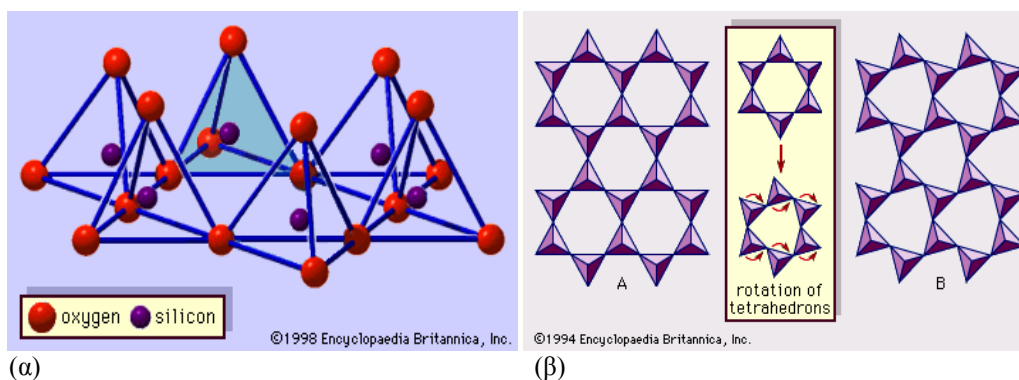 oxygen silicon
©1998 Encyclopaedia Britannica, Inc.
(α)
A
rotation of
tetrahedrons
B
©1994 Encyclopaedia Britannica, Inc.
(β)